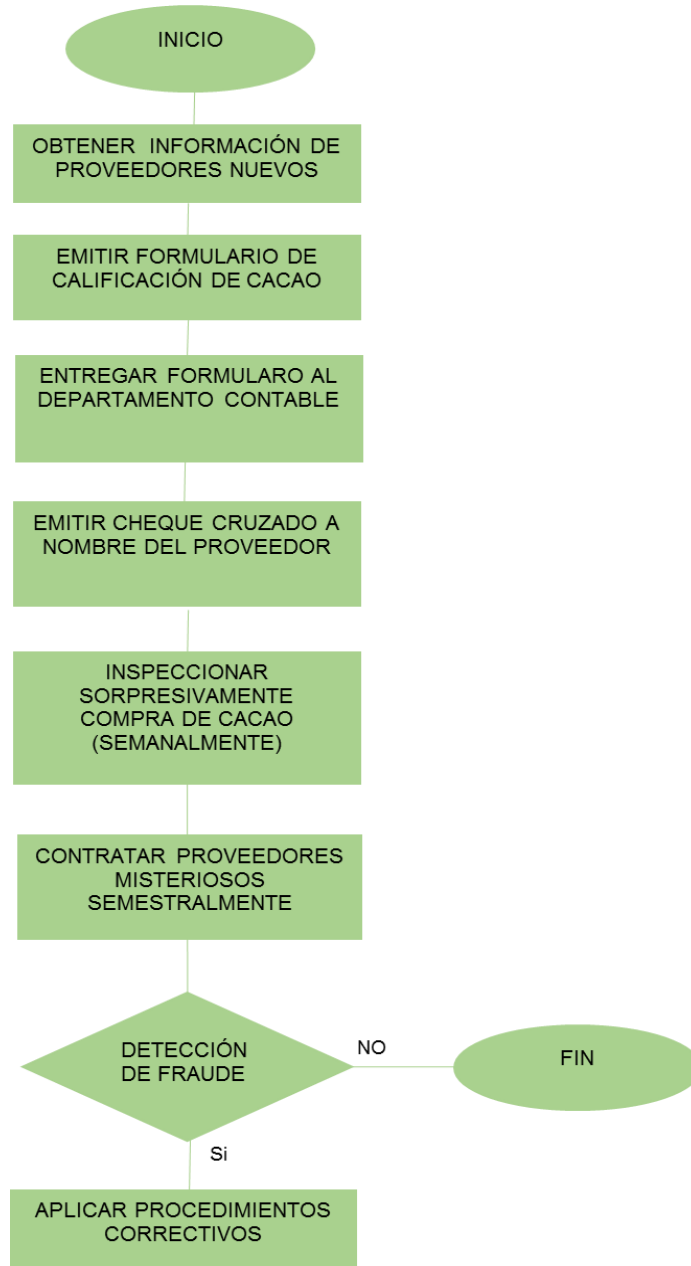 INICIO
OBTENER INFORMACIÓN DE
PROVEEDORES NUEVOS
EMITIR FORMULARIO DE
CALIFICACIÓN DE CACAO
ENTREGAR FORMULARO AL
DEPARTAMENTO CONTABLE
EMITIR CHEQUE CRUZADO A
NOMBRE DEL PROVEEDOR
INSPECCIONAR
SORPRESIVAMENTE
COMPRA DE CACAO
(SEMANALMENTE)
CONTRATAR PROVEEDORES
MISTERIOSOS
SEMESTRALMENTE
DETECCIÓN
DE FRAUDE
NO
FIN
Si
APLICAR PROCEDIMIENTOS
CORRECTIVOS